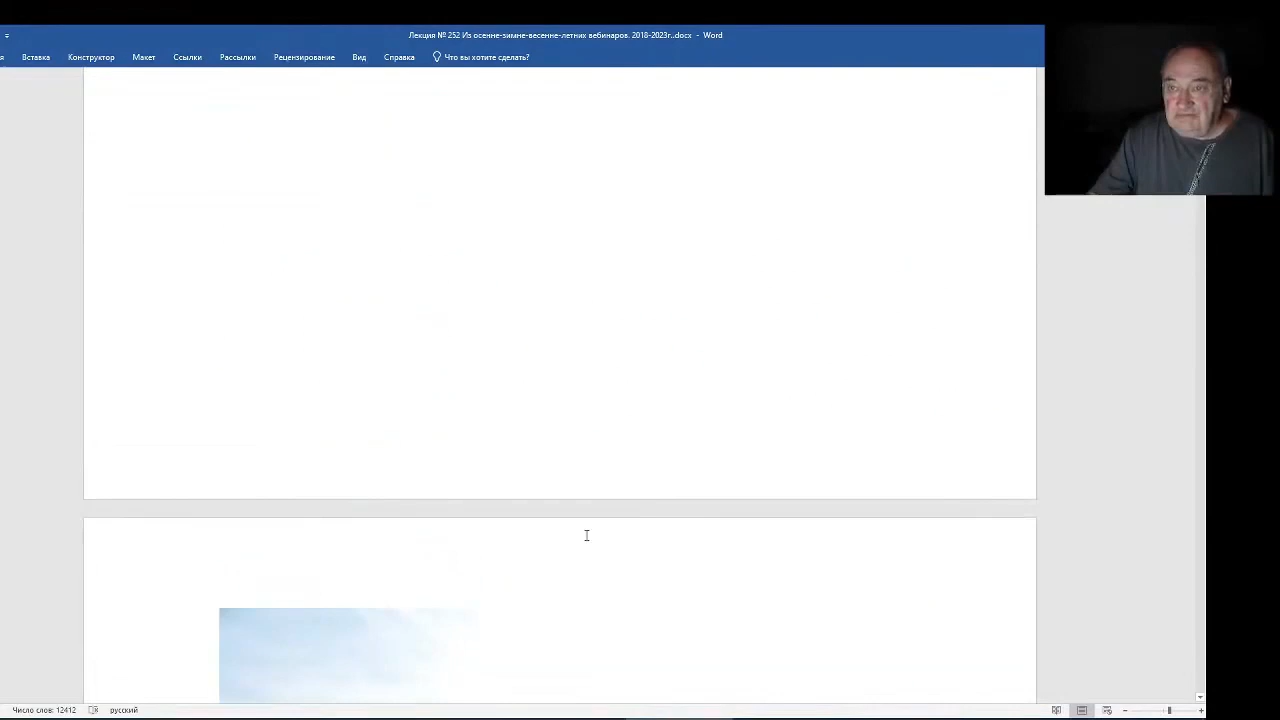 Лекция № 252 Из осенне-зимне-весенне-летних вебинаров. 2018-2023г..docx - Word
я Вставка Конструктор Макет Ссылки Рассылки Рецензирование Вид Справка Что вы хотите сделать?
Число слов: 12412 русский